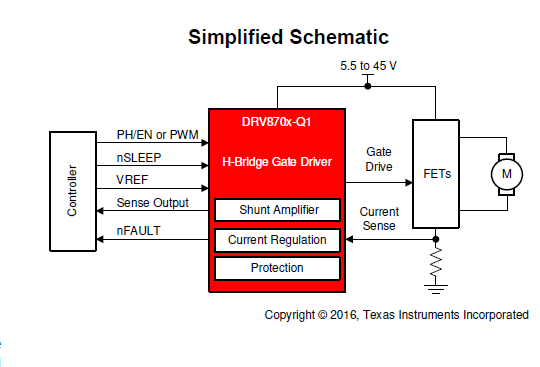 Simplified Schematic
5.5 to 45 V
DRV870x-Q1
H-Bridge Gate Driver
Controller
PH/EN or PWM
nSLEEP
VREF
Sense Output
nFAULT
Shunt Amplifier
Current Regulation
Protection
Gate
Drive
Current
Sense
FETs
M
Copyright © 2016, Texas Instruments Incorporated